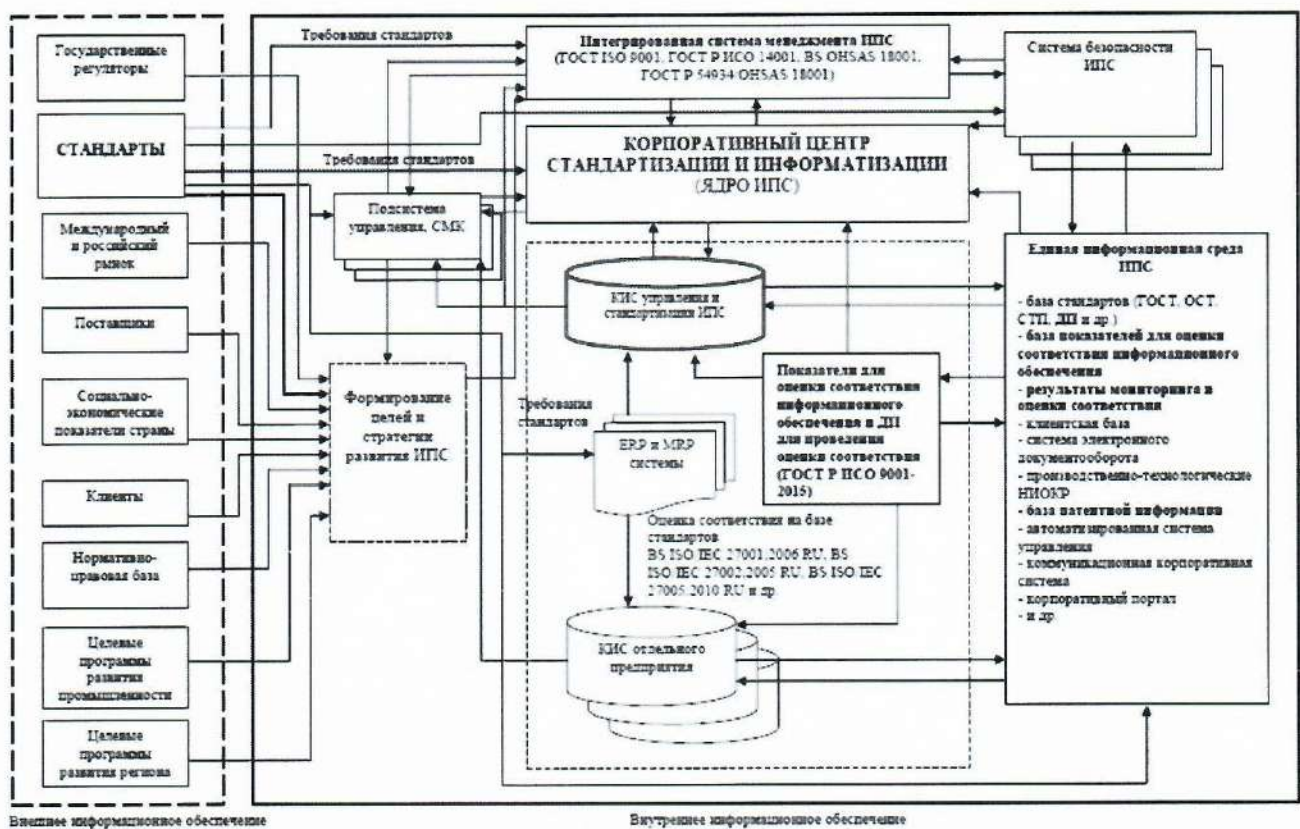 Государственные
регуляторы
СТАНДАРТЫ
Международный
и российский
рынок
Поставщики
Социально-
экономические
показатели страны
Клиенты
Нормативно-
правовая база
Целевые
программы
развития
промышленности
Целевые
программы
развития региона
Внешнее информационное обеспечение
Требования стандартов
Интегрированная система менеджмента ИПС
(ГОСТ ISO 9001, ГОСТ Р ИСО 14001, BS OHSAS 18001,
ГОСТ Р 54934/OHSAS 18001)
Система безопасности
ИПС
Требования стандартов
КОРПОРАТИВНЫЙ ЦЕНТР
СТАНДАРТИЗАЦИИ И ИНФОРМАТИЗАЦИИ
(ЯДРО ИПС)
Подсистема
управления, СМК
КИС управления и
стандартизации ИПС
Формирование
целей и
стратегии
развития ИПС
Требования
стандартов
ERP и MRP
системы
Показатели для
оценки соответствия
информационного
обеспечения и ДП
для проведения
оценки соответствия
(ГОСТ Р ИСО 9001-
2015)
Оценка соответствия на базе
стандартов
BS ISO IEC 27001:2006 RU, BS
ISO IEC 27002:2005 RU, BS ISO IEC
27005:2010 RU и др.
КИС отдельного
предприятия
Единая информационная среда
ИПС
- база стандартов (ГОСТ, ОСТ,
СТП, ДП и др.)
- база показателей для оценки
соответствия информационного
обеспечения
- результаты мониторинга и
оценки соответствия
- клиентская база
- система электронного
документооборота
- производственно-технологические
НИОКР
- база патентной информации
- автоматизированная система
управления
- коммуникационная корпоративная
система
- корпоративный портал
- и др.
Внутреннее информационное обеспечение